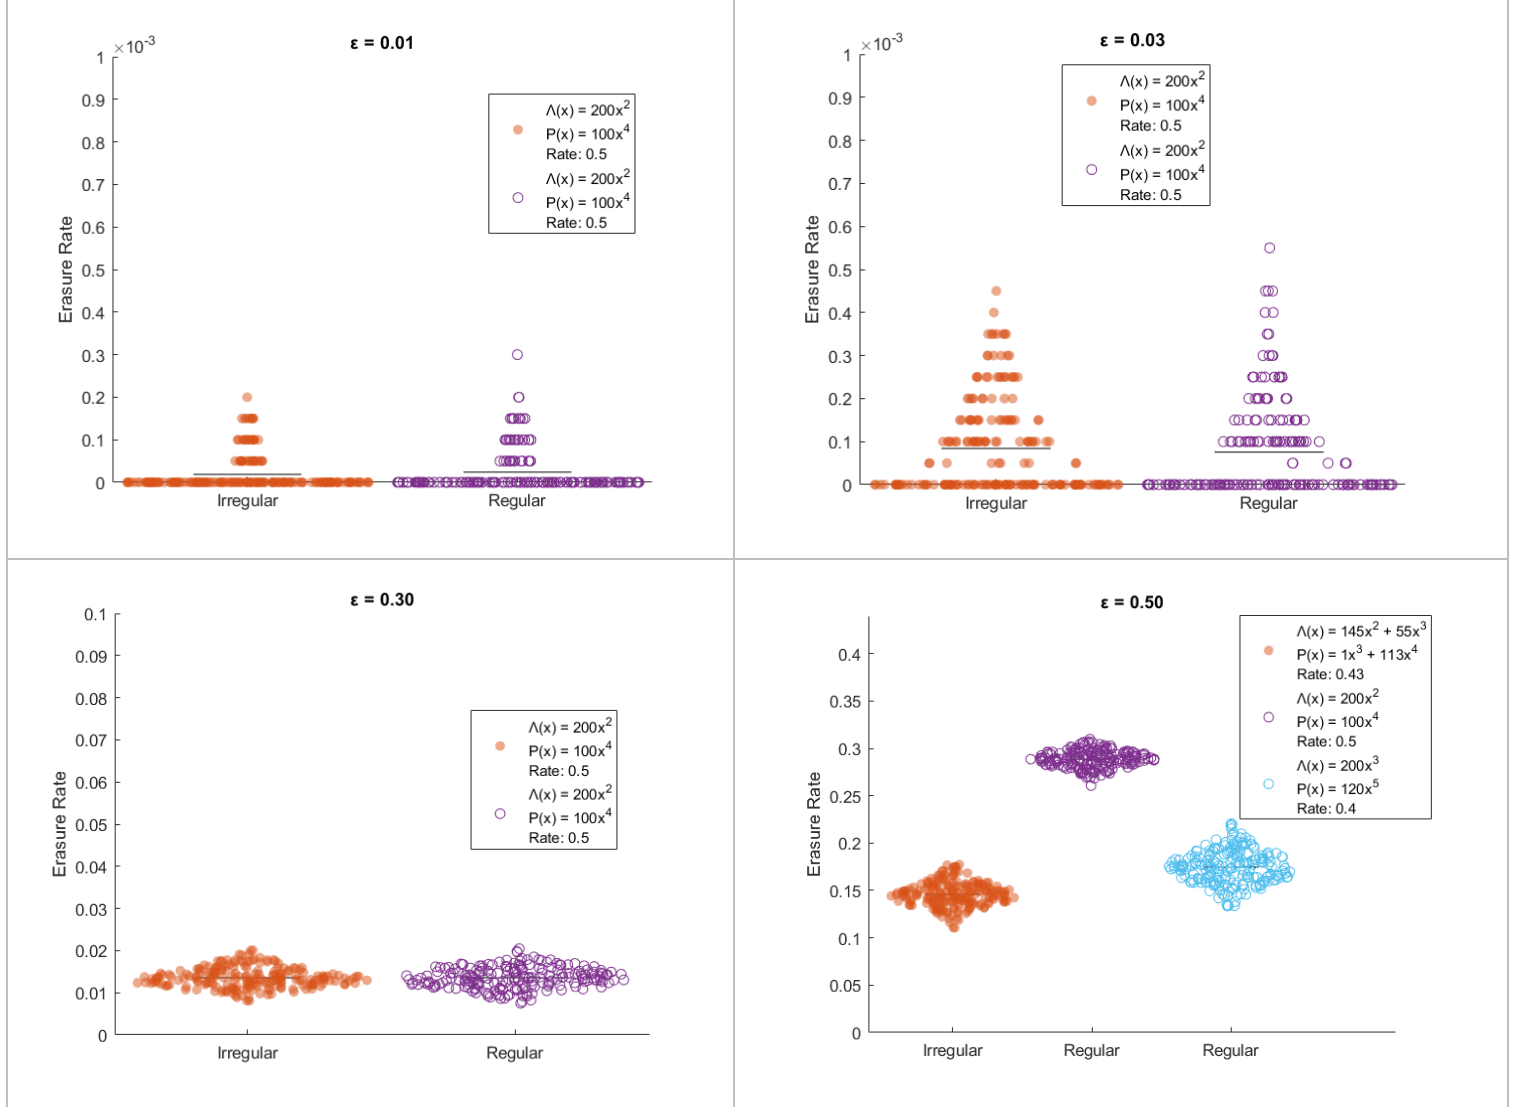 ε = 0.01
×10-3
1
0.9
0.8
0.7
0.6
0.5
0.4
0.3
0.2
0.1
0
Erasure Rate
Λ(x) = 200x2
P(x) = 100x4
Rate: 0.5
Λ(x) = 200x2
P(x) = 100x4
Rate: 0.5
Irregular Regular
ε = 0.03
×10-3
1
0.9
0.8
0.7
0.6
0.5
0.4
0.3
0.2
0.1
0
Erasure Rate
Λ(x) = 200x2
P(x) = 100x4
Rate: 0.5
Λ(x) = 200x2
P(x) = 100x4
Rate: 0.5
Irregular Regular
ε = 0.30
0.1
0.09
0.08
0.07
0.06
0.05
0.04
0.03
0.02
0.01
0
Erasure Rate
Λ(x) = 200x2
P(x) = 100x4
Rate: 0.5
Λ(x) = 200x2
P(x) = 100x4
Rate: 0.5
Irregular Regular
ε = 0.50
0.4
0.35
0.3
0.25
0.2
0.15
0.1
0.05
0
Erasure Rate
Λ(x) = 145x2 + 55x3
P(x) = 1x3 + 113x4
Rate: 0.43
Λ(x) = 200x2
P(x) = 100x4
Rate: 0.5
Λ(x) = 200x3
P(x) = 120x5
Rate: 0.4
Irregular Regular Regular